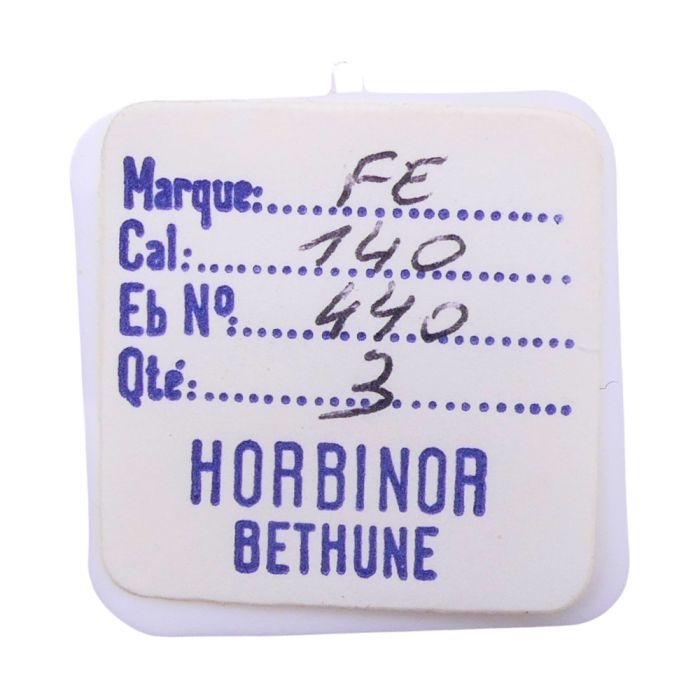 Marque: FE
Cal: 140
Eb Nº: 440
Qté: 3
HORBINOR
BETHUNE